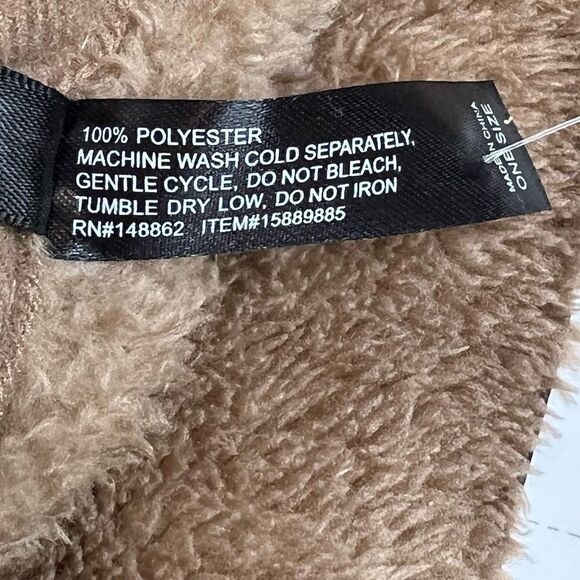 100% POLYESTER
MACHINE WASH COLD SEPARATELY,
GENTLE CYCLE, DO NOT BLEACH,
TUMBLE DRY LOW, DO NOT IRON
RN#148862 ITEM#15889885
MADE IN CHINA
ONE SIZE